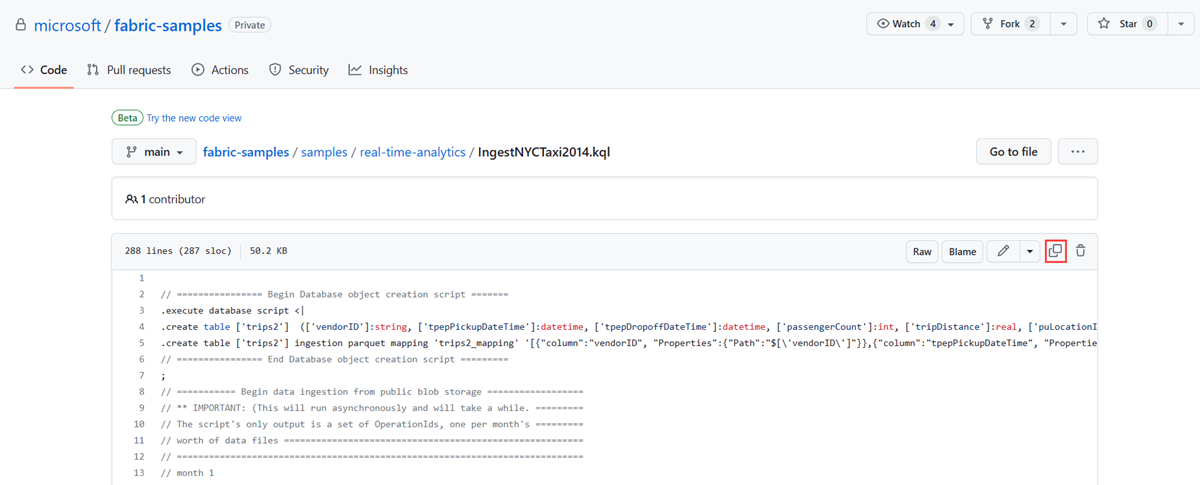 microsoft / fabric-samples Private Watch 4 Fork 2 Star 0
Code Pull requests Actions Security Insights
Beta Try the new code view
main fabric-samples / samples / real-time-analytics / IngestNYCTaxi2014.kql Go to file ...
1 contributor
288 lines (287 sloc) 50.2 KB Raw Blame
1
2 // ================ Begin Database object creation script =======
3 .execute database script <|
4 .create table ['trips2'] (['vendorID']:string, ['tpepPickupDateTime']:datetime, ['tpepDropoffDateTime']:datetime, ['passengerCount']:int, ['tripDistance']:real, ['puLocationI
5 .create table ['trips2'] ingestion parquet mapping 'trips2_mapping' '[{"column":"vendorID", "Properties":{"Path":"$[\'vendorID\']"}},{"column":"tpepPickupDateTime", "Propertie
6 // ================ End Database object creation script =========
7 ;
8 // =========== Begin data ingestion from public blob storage ==================
9 // ** IMPORTANT: (This will run asynchronously and will take a while. =========
10 // The script's only output is a set of OperationIds, one per month's =========
11 // worth of data files ========================================================
12 // ============================================================================
13 // month 1